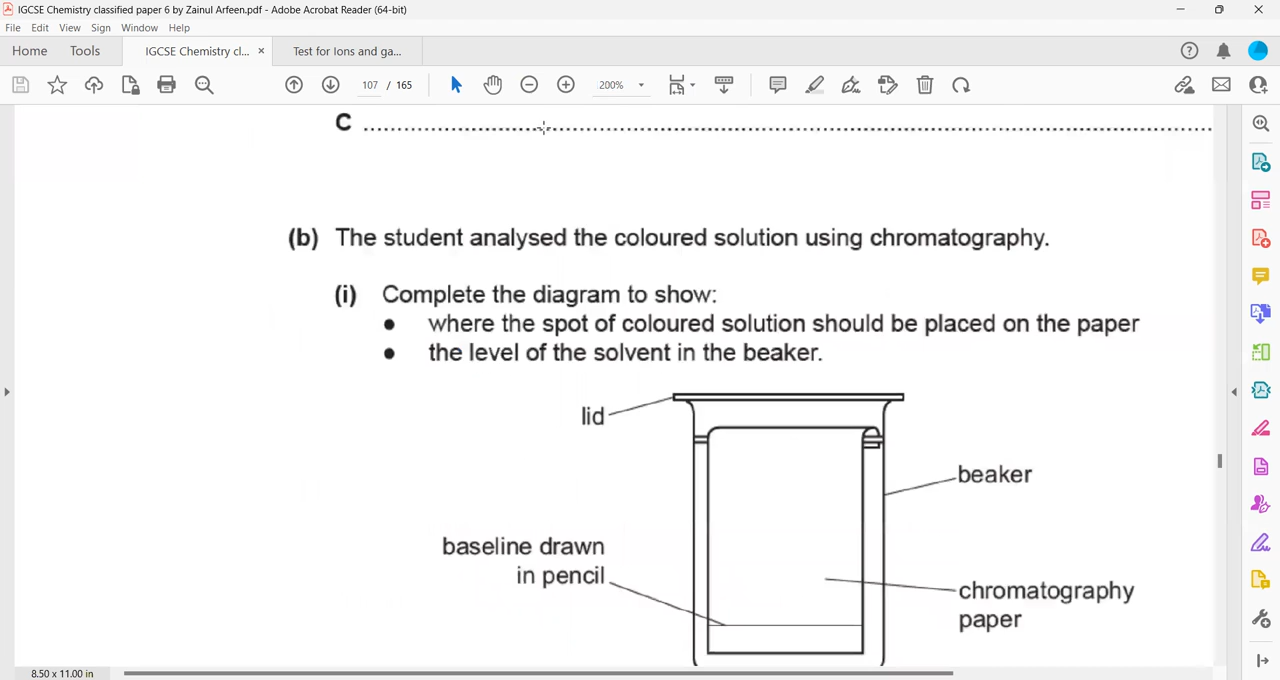 IGCSE Chemistry classified paper 6 by Zainul Arfeen.pdf - Adobe Acrobat Reader (64-bit)
File Edit View Sign Window Help
Home Tools IGCSE Chemistry cl... × Test for Ions and ga...
107 / 165 200%
C ........................................................................
(b) The student analysed the coloured solution using chromatography.
(i) Complete the diagram to show:
● where the spot of coloured solution should be placed on the paper
● the level of the solvent in the beaker.
lid
beaker
baseline drawn
in pencil
chromatography
paper
8.50 x 11.00 in